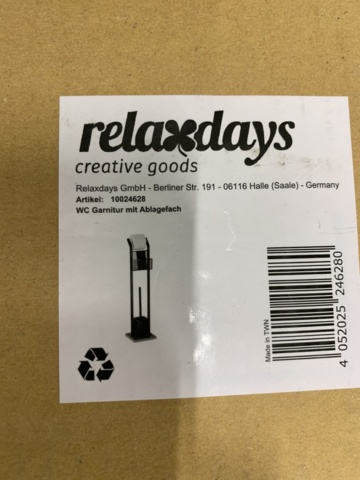 relaxdays
creative goods
Relaxdays GmbH - Berliner Str. 191 - 06116 Halle (Saale) - Germany
Artikel: 10024628
WC Garnitur mit Ablagefach
Made in TWN
4 052025 246280